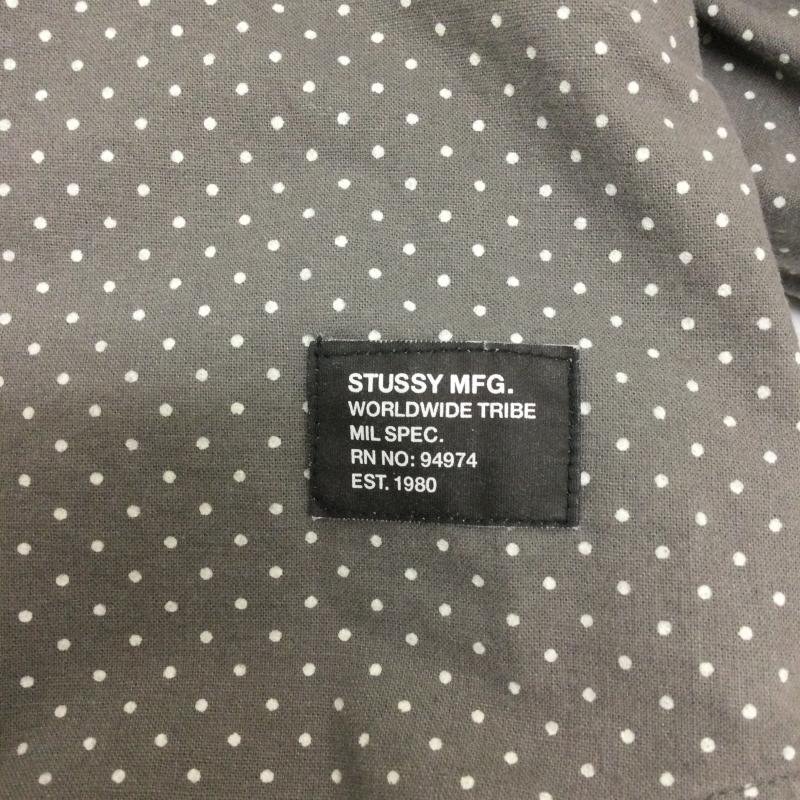 STUSSY MFG.
WORLDWIDE TRIBE
MIL SPEC.
RN NO: 94974
EST. 1980